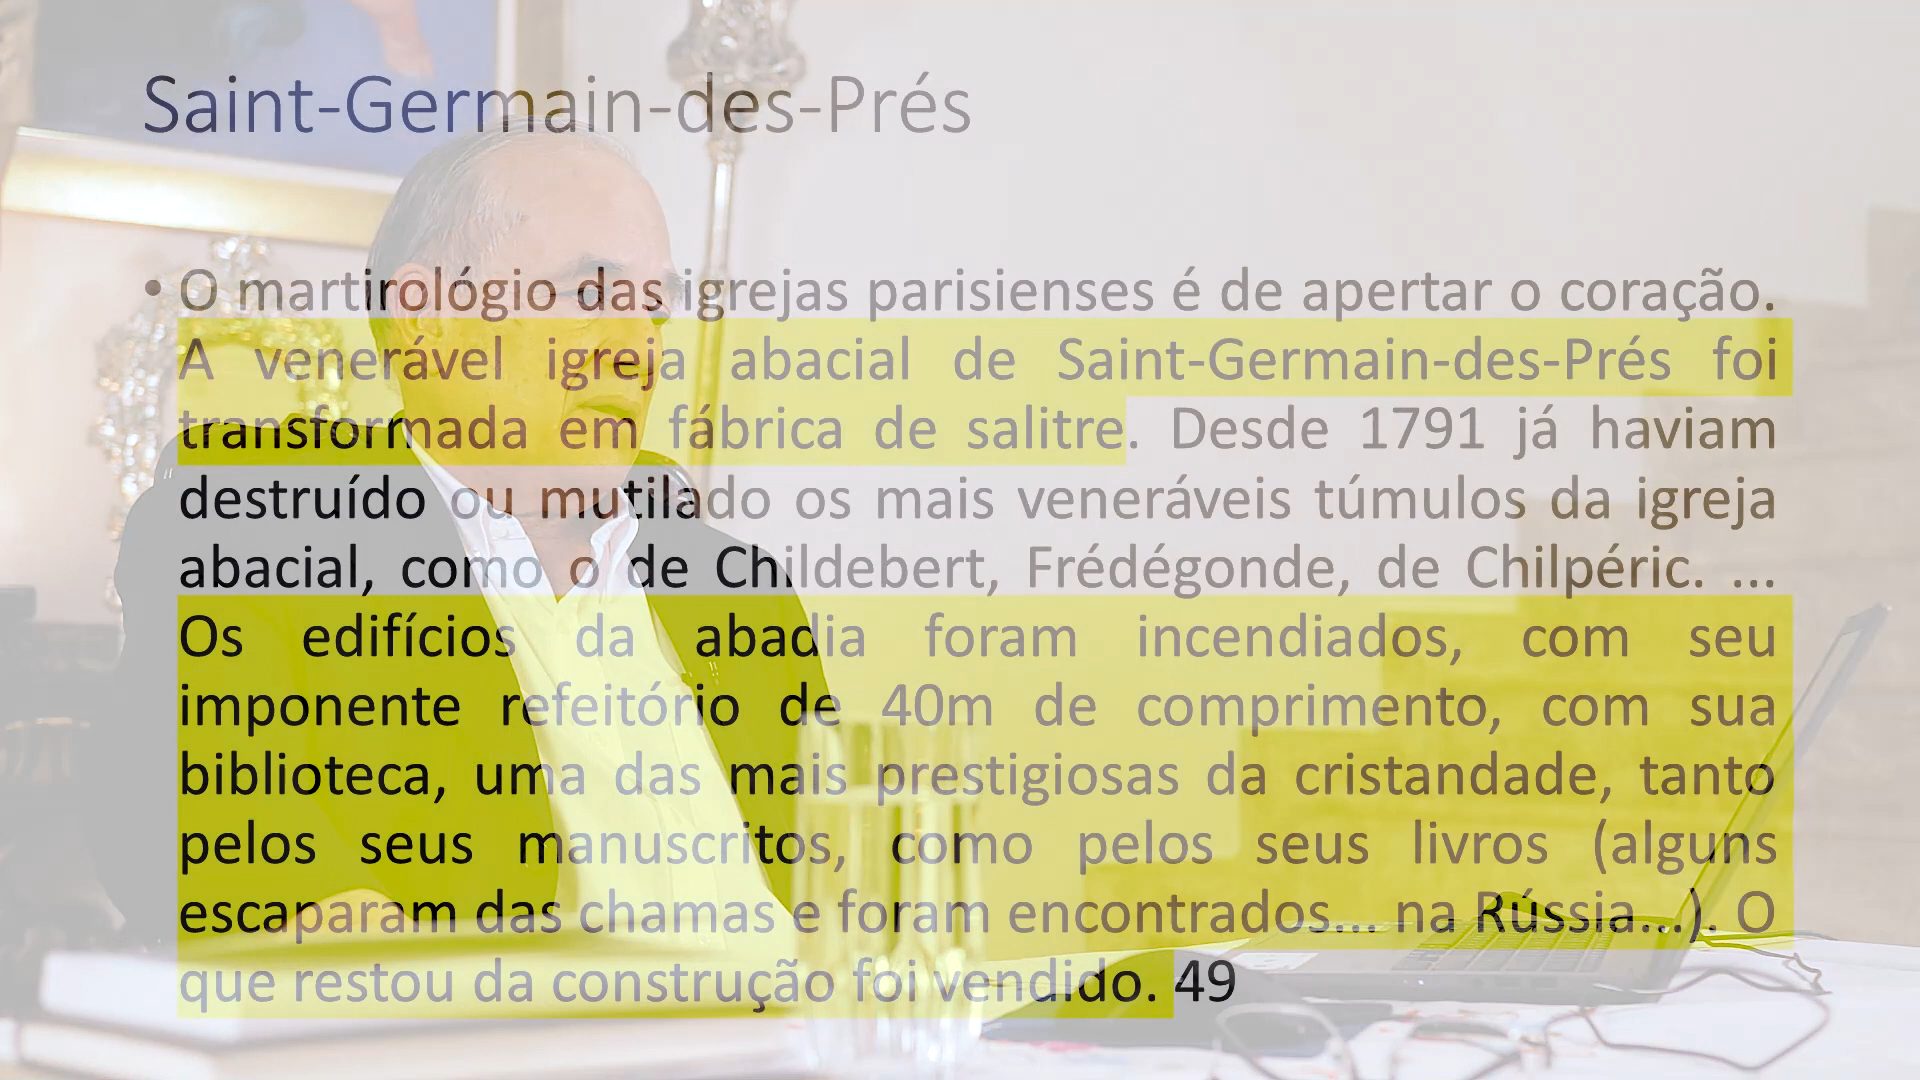 Saint-Germain-des-Prés
• O martirológio das igrejas parisienses é de apertar o coração.
A venerável igreja abacial de Saint-Germain-des-Prés foi
transformada em fábrica de salitre. Desde 1791 já haviam
destruído ou mutilado os mais veneráveis túmulos da igreja
abacial, como o de Childebert, Frédégonde, de Chilpéric. ...
Os edifícios da abadia foram incendiados, com seu
imponente refeitório de 40m de comprimento, com sua
biblioteca, uma das mais prestigiosas da cristandade, tanto
pelos seus manuscritos, como pelos seus livros (alguns
escaparam das chamas e foram encontrados... na Rússia...). O
que restou da construção foi vendido. 49